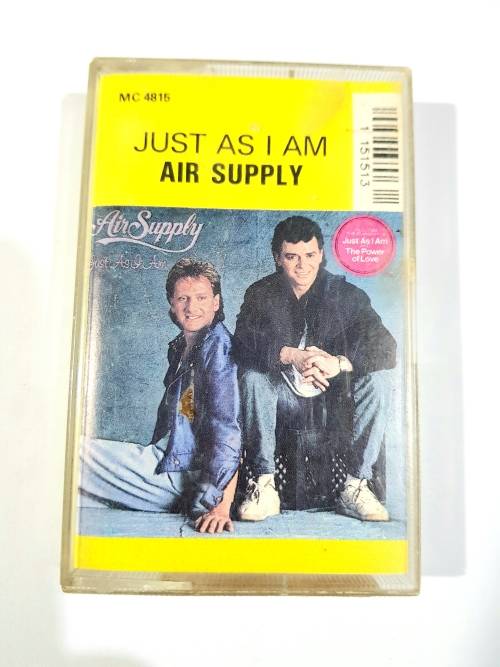 MC 4815
JUST AS I AM
AIR SUPPLY
1 151513
Air Supply
Just As I Am
Just As I Am
The Power
of Love